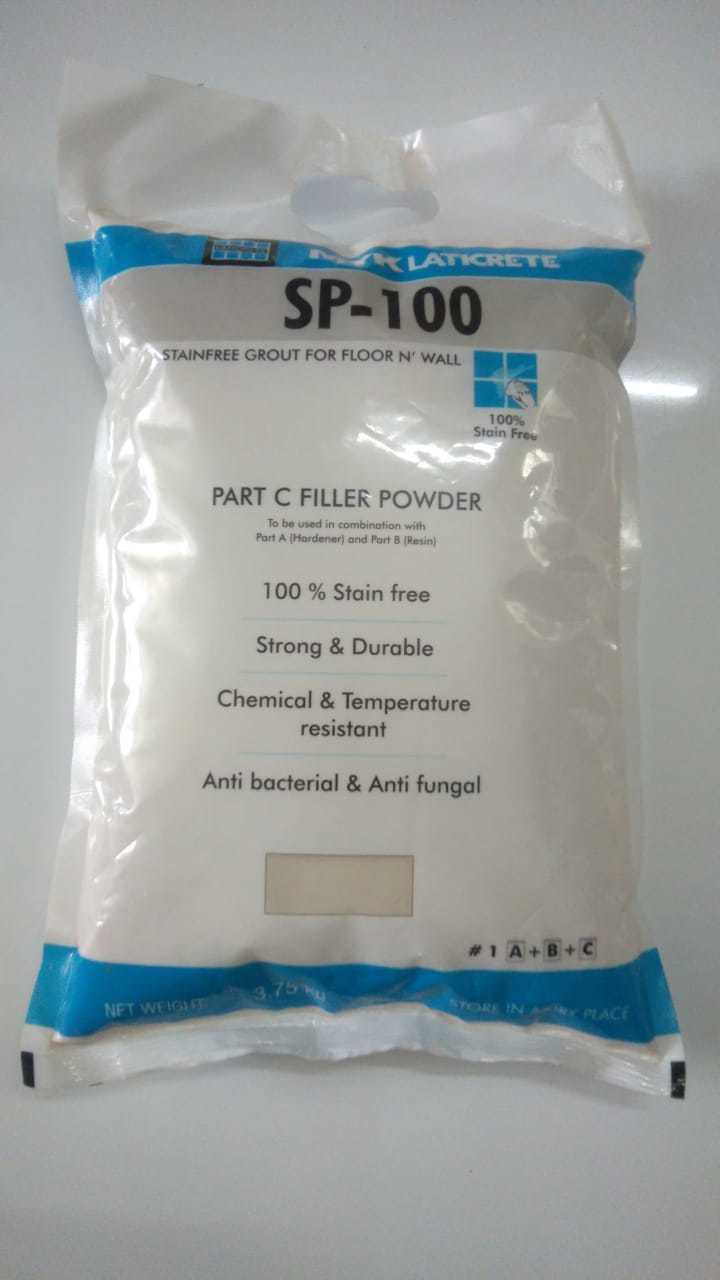 MYK LATICRETE
SP-100
STAINFREE GROUT FOR FLOOR N' WALL
100%
Stain Free
PART C FILLER POWDER
To be used in combination with
Part A (Hardener) and Part B (Resin)
100 % Stain free
Strong & Durable
Chemical & Temperature
resistant
Anti bacterial & Anti fungal
# 1 A + B + C
NET WEIGHT 3.75 KG
STORE IN A DRY PLACE